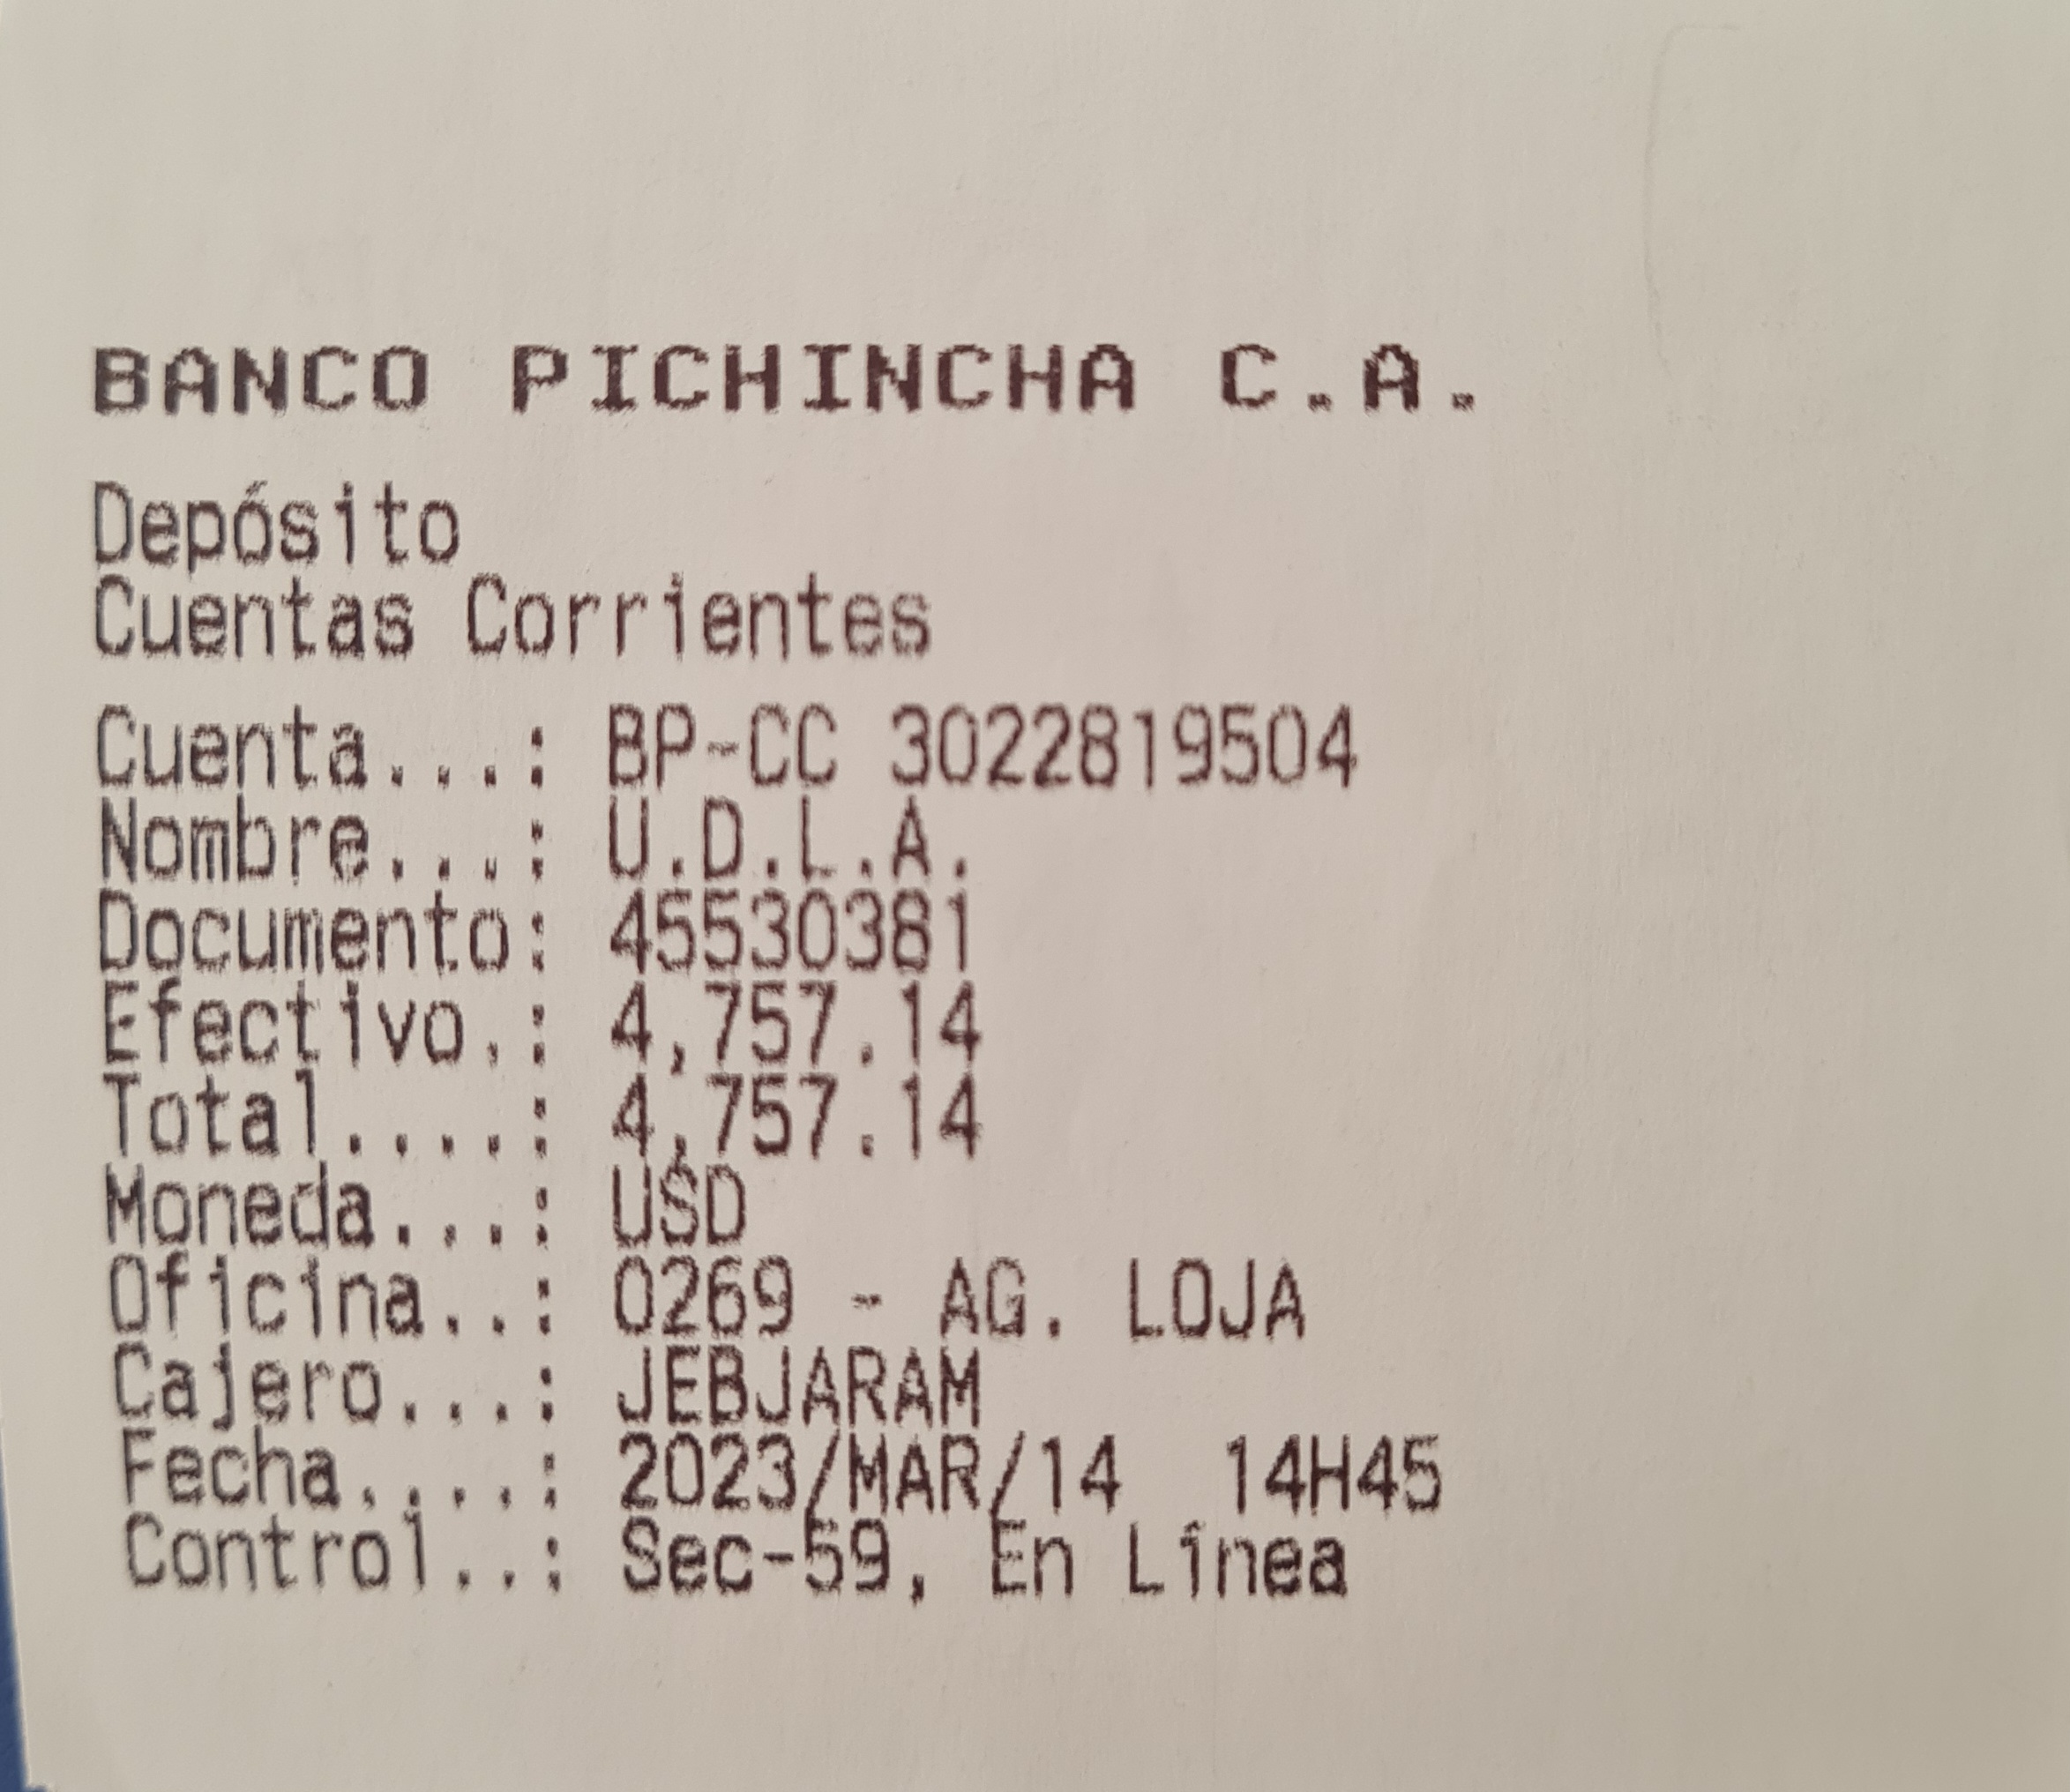 BANCO PICHINCHA C.A.
Depósito
Cuentas Corrientes
Cuenta...: BP-CC 3022819504
Nombre...: U.D.L.A.
Documento: 45530381
Efectivo.: 4,757.14
Total....: 4,757.14
Moneda...: USD
Oficina..: 0269 - AG. LOJA
Cajero...: JEBJARAM
Fecha....: 2023/MAR/14  14H45
Control..: Sec-59, En Línea